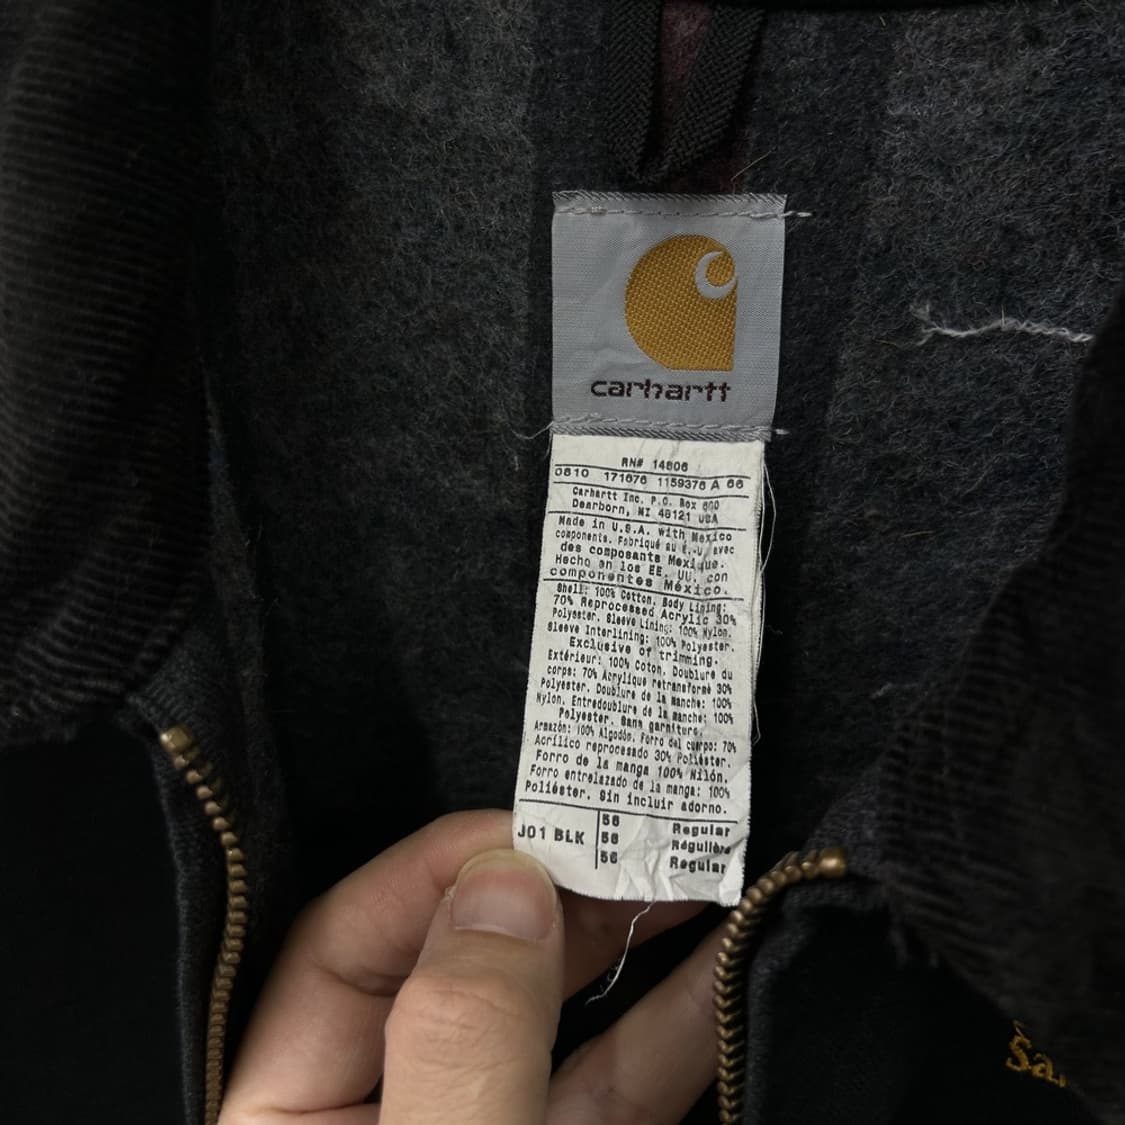 carhartt
RN# 14806
0810 171676 1159376 A 66
Carhartt Inc. P.O. Box 600
Dearborn, MI 48121 USA
Made in U.S.A. with Mexico
components. Fabriqué au É.-U avec
des composants Mexique.
Hecho en los EE. UU. con
componentes México.
Shell: 100% Cotton. Body Lining:
70% Reprocessed Acrylic 30%
Polyester. Sleeve Lining: 100% Nylon.
Sleeve Interlining: 100% Polyester.
Exclusive of trimming.
Extérieur: 100% Coton. Doublure du
corps: 70% Acrylique retransformé 30%
Polyester. Doublure de la manche: 100%
Nylon. Entredoublure de la manche: 100%
Polyester. Sans garniture.
Armazón: 100% Algodón. Forro del cuerpo: 70%
Acrílico reprocesado 30% Poliéster.
Forro de la manga 100% Nilón.
Forro entrelazado de la manga: 100%
Poliéster. Sin incluir adorno.
J01 BLK
56 Regular
56 Régulière
56 Regular